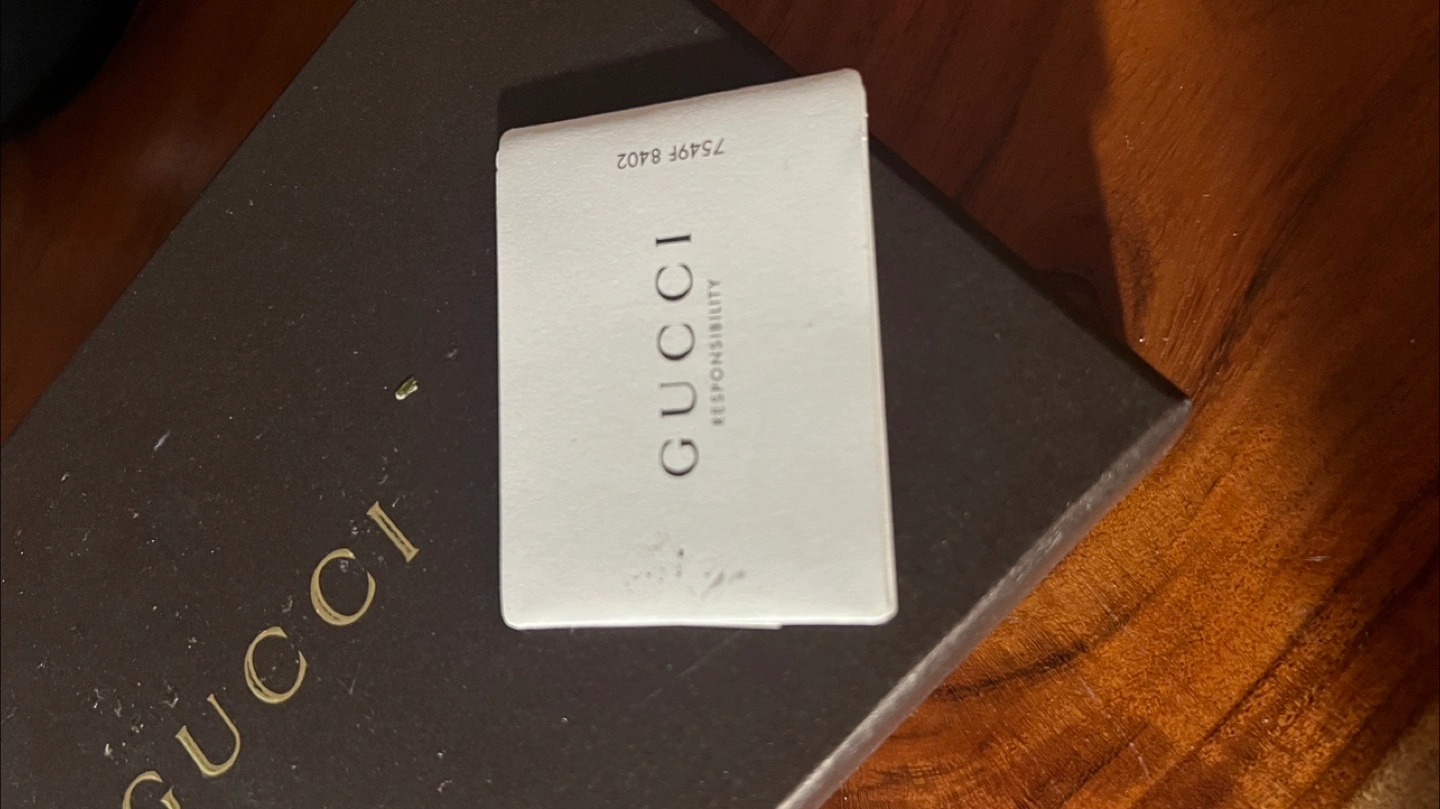 7549F 8402
GUCCI
RESPONSIBILITY
GUCCI